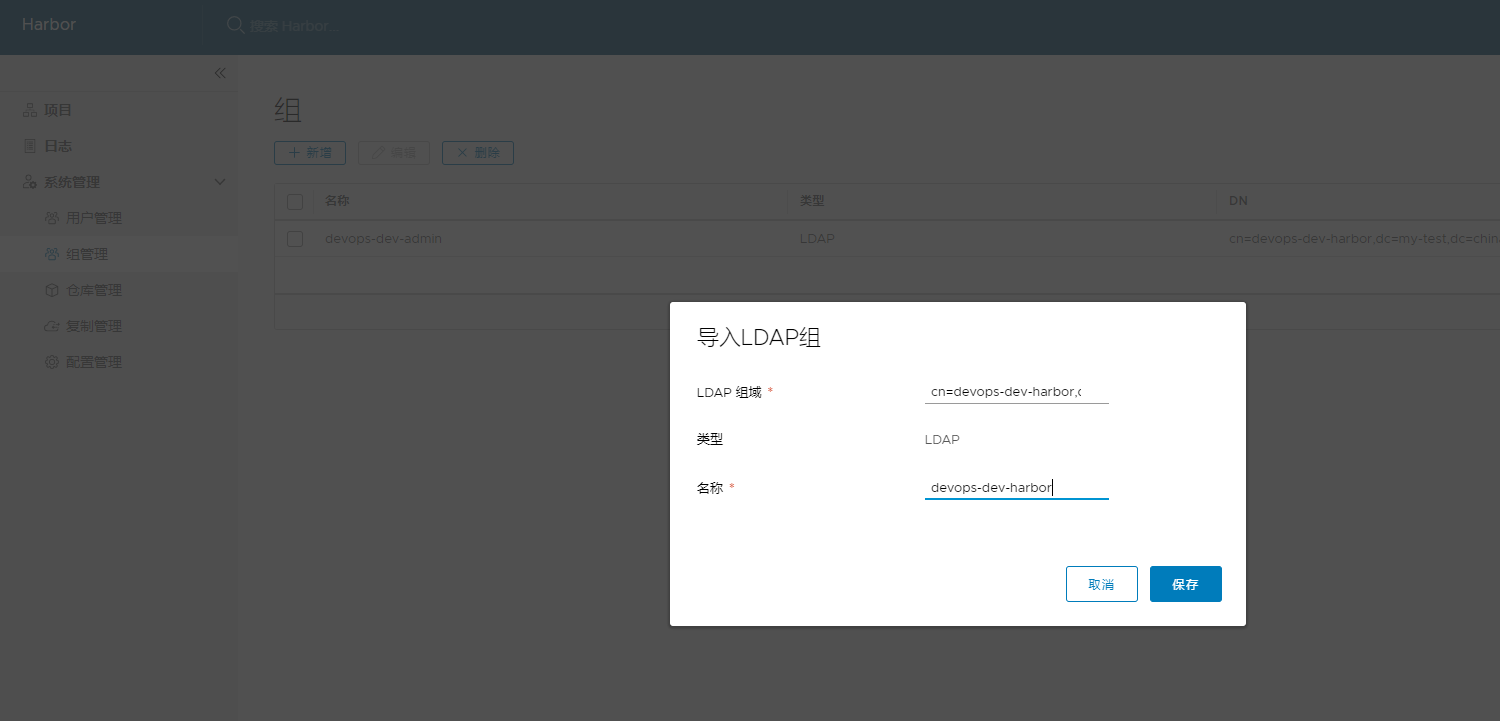 Harbor
搜索 Harbor...
项目
日志
系统管理
用户管理
组管理
仓库管理
复制管理
配置管理
组
新增 编辑 删除
名称 类型 DN
devops-dev-admin LDAP cn=devops-dev-harbor,dc=my-test,dc=china
导入LDAP组
LDAP 组域 * cn=devops-dev-harbor,
类型 LDAP
名称 * devops-dev-harbor
取消 保存